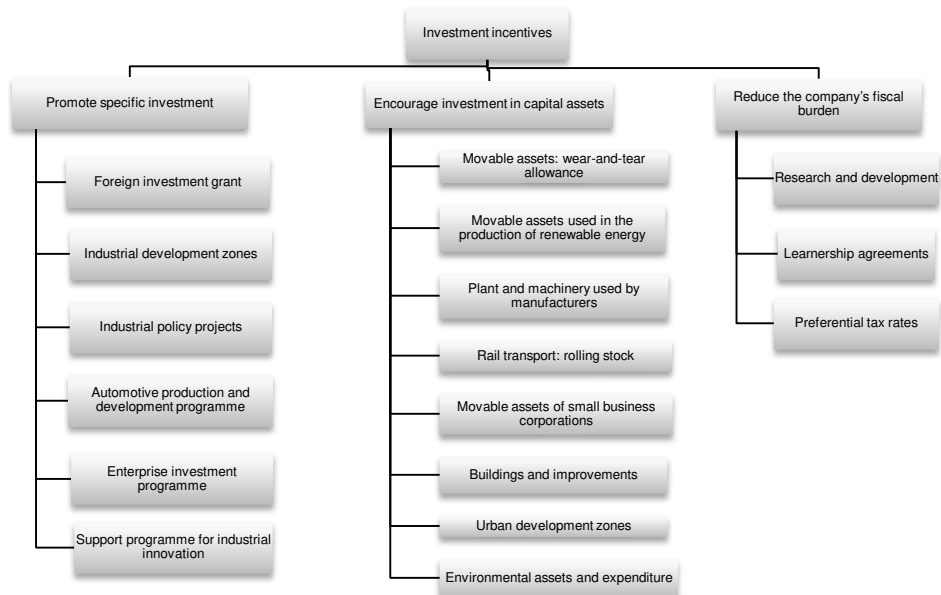 Investment incentives
Promote specific investment
Foreign investment grant
Industrial development zones
Industrial policy projects
Automotive production and
development programme
Enterprise investment
programme
Support programme for industrial
innovation
Encourage investment in capital assets
Movable assets: wear-and-tear
allowance
Movable assets used in the
production of renewable energy
Plant and machinery used by
manufacturers
Rail transport: rolling stock
Movable assets of small business
corporations
Buildings and improvements
Urban development zones
Environmental assets and expenditure
Reduce the company's fiscal
burden
Research and development
Learnership agreements
Preferential tax rates